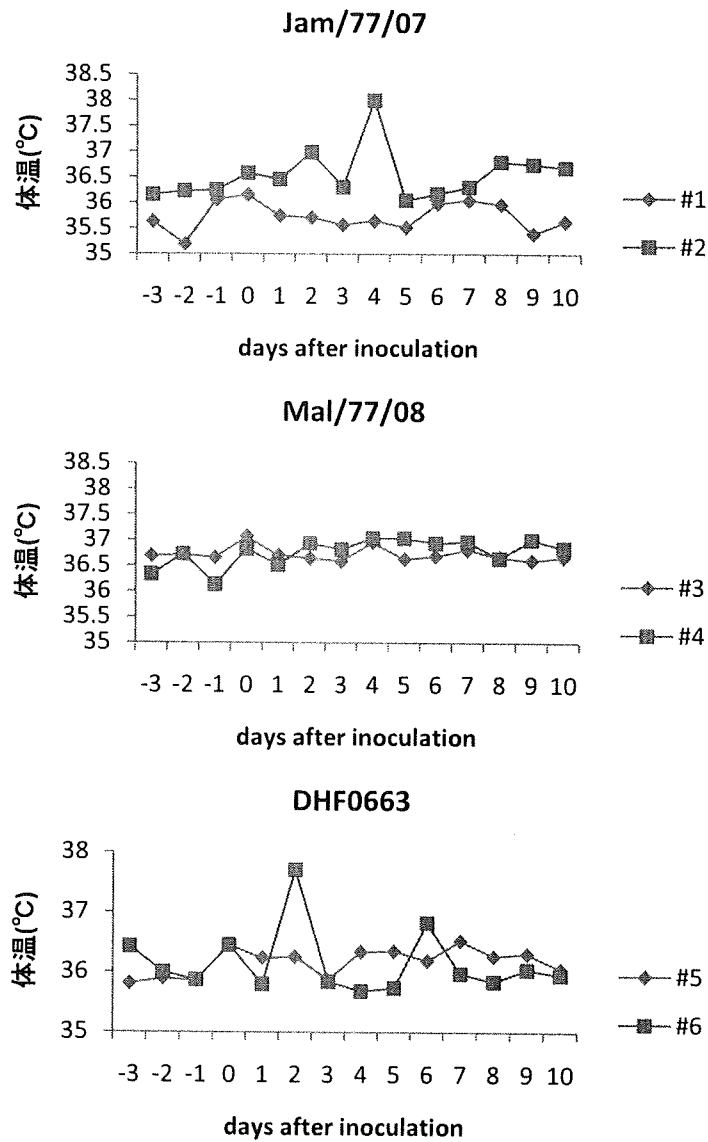 Jam/77/07
38.5
38
37.5
37
36.5
36
35.5
35
体温(℃)
-3 -2 -1 0 1 2 3 4 5 6 7 8 9 10
days after inoculation
#1
#2
Mal/77/08
38.5
38
37.5
37
36.5
36
35.5
35
体温(℃)
-3 -2 -1 0 1 2 3 4 5 6 7 8 9 10
days after inoculation
#3
#4
DHF0663
38
37
36
35
体温(℃)
-3 -2 -1 0 1 2 3 4 5 6 7 8 9 10
days after inoculation
#5
#6